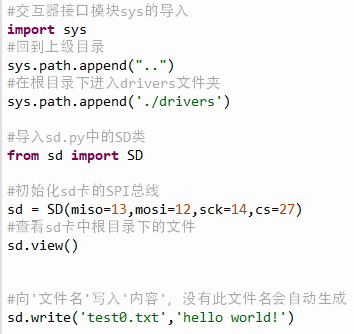 #交互器接口模块sys的导入
import sys
#回到上级目录
sys.path.append("..")
#在根目录下进入drivers文件夹
sys.path.append('./drivers')
#导入sd.py中的SD类
from sd import SD
#初始化sd卡的SPI总线
sd = SD(miso=13,mosi=12,sck=14,cs=27)
#查看sd卡中根目录下的文件
sd.view()
#向'文件名'写入'内容', 没有此文件名会自动生成
sd.write('test0.txt','hello world!')